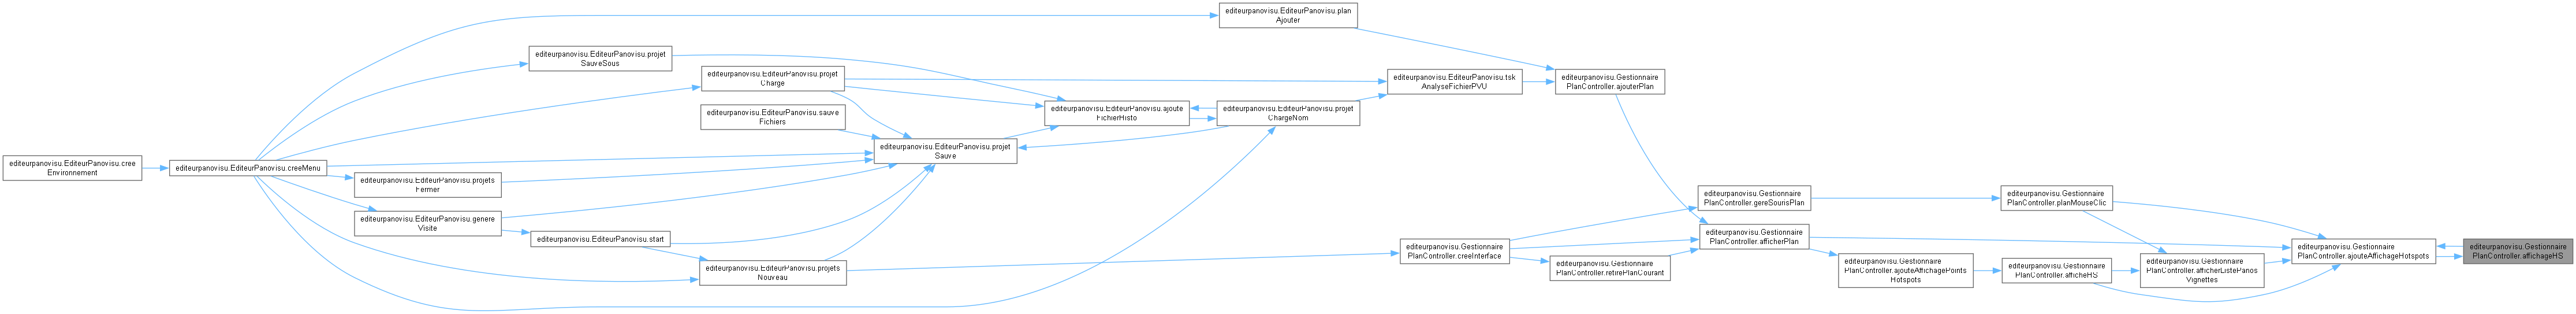 editeurpanovisu.EditeurPanovisu.cree
Environnement
editeurpanovisu.EditeurPanovisu.creeMenu
editeurpanovisu.EditeurPanovisu.projet
SauveSous
editeurpanovisu.EditeurPanovisu.projets
Fermer
editeurpanovisu.EditeurPanovisu.genere
Visite
editeurpanovisu.EditeurPanovisu.start
editeurpanovisu.EditeurPanovisu.projet
Charge
editeurpanovisu.EditeurPanovisu.sauve
Fichiers
editeurpanovisu.EditeurPanovisu.projets
Nouveau
editeurpanovisu.EditeurPanovisu.projet
Sauve
editeurpanovisu.EditeurPanovisu.ajoute
FichierHisto
editeurpanovisu.EditeurPanovisu.plan
Ajouter
editeurpanovisu.EditeurPanovisu.projet
ChargeNom
editeurpanovisu.EditeurPanovisu.tsk
AnalyseFichierPVU
editeurpanovisu.Gestionnaire
PlanController.creeInterface
editeurpanovisu.Gestionnaire
PlanController.ajouterPlan
editeurpanovisu.Gestionnaire
PlanController.retirePlanCourant
editeurpanovisu.Gestionnaire
PlanController.gereSourisPlan
editeurpanovisu.Gestionnaire
PlanController.afficherPlan
editeurpanovisu.Gestionnaire
PlanController.ajouteAffichagePoints
Hotspots
editeurpanovisu.Gestionnaire
PlanController.planMouseClic
editeurpanovisu.Gestionnaire
PlanController.afficheHS
editeurpanovisu.Gestionnaire
PlanController.afficherListePanos
Vignettes
editeurpanovisu.Gestionnaire
PlanController.ajouteAffichageHotspots
editeurpanovisu.Gestionnaire
PlanController.affichageHS